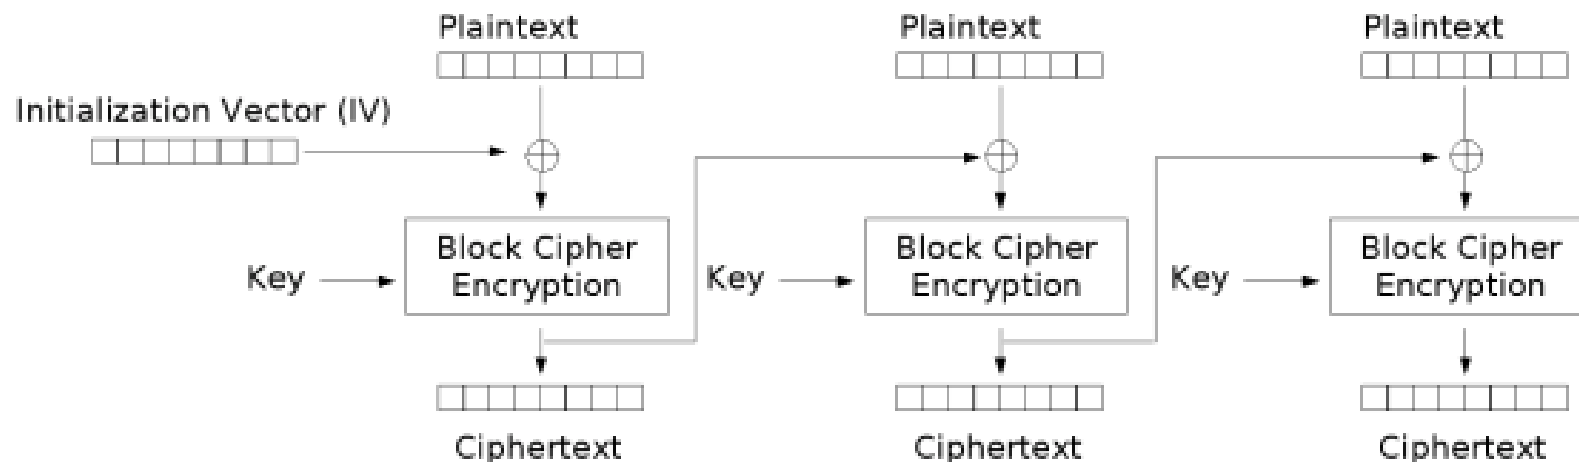 Plaintext
Plaintext
Plaintext
Initialization Vector (IV)
Key
Block Cipher
Encryption
Key
Block Cipher
Encryption
Key
Block Cipher
Encryption
Ciphertext
Ciphertext
Ciphertext